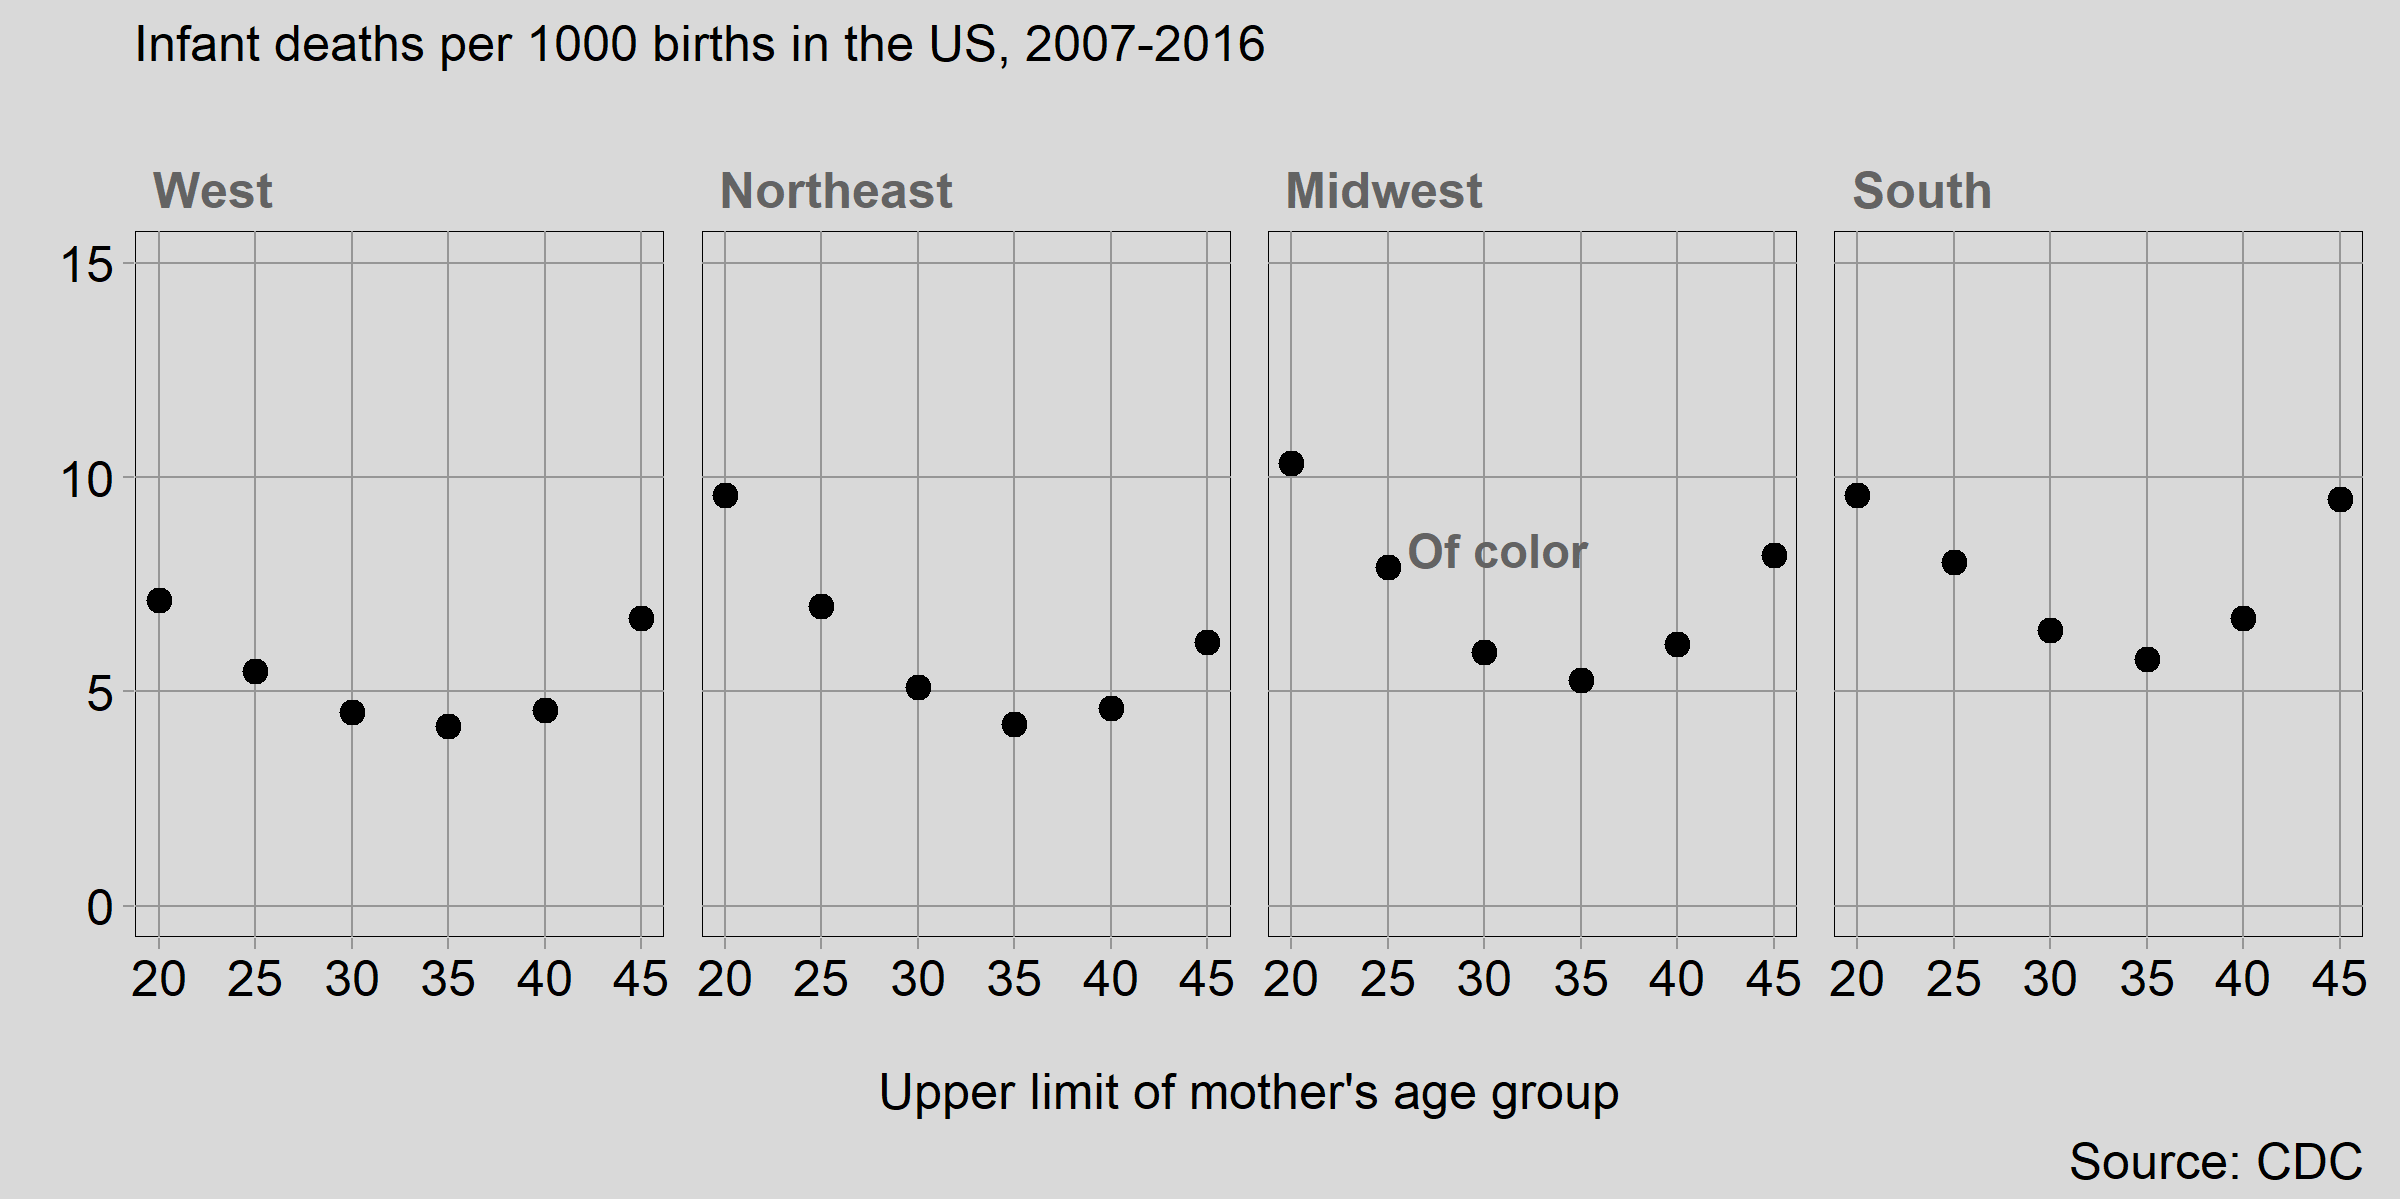 Infant deaths per 1000 births in the US, 2007-2016
West Northeast Midwest South
15
10
Of color
5
0
20 25 30 35 40 45 20 25 30 35 40 45 20 25 30 35 40 45 20 25 30 35 40 45
Upper limit of mother's age group
Source: CDC